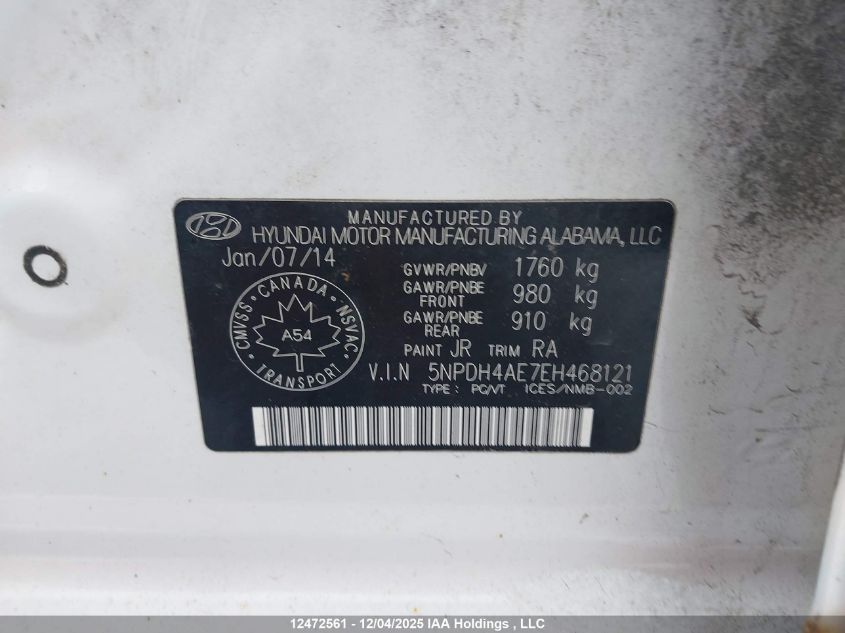 MANUFACTURED BY
HYUNDAI MOTOR MANUFACTURING ALABAMA, LLC
Jan/07/14
GVWR/PNBV 1760 kg
GAWR/PNBE FRONT 980 kg
GAWR/PNBE REAR 910 kg
CANADA
CMVSS NSVAC
A54
TRANSPORT
PAINT JR TRIM RA
V.I.N 5NPDH4AE7EH468121
TYPE: PC/VT ICES/NMB-002
12472561 - 12/04/2025 IAA Holdings, LLC